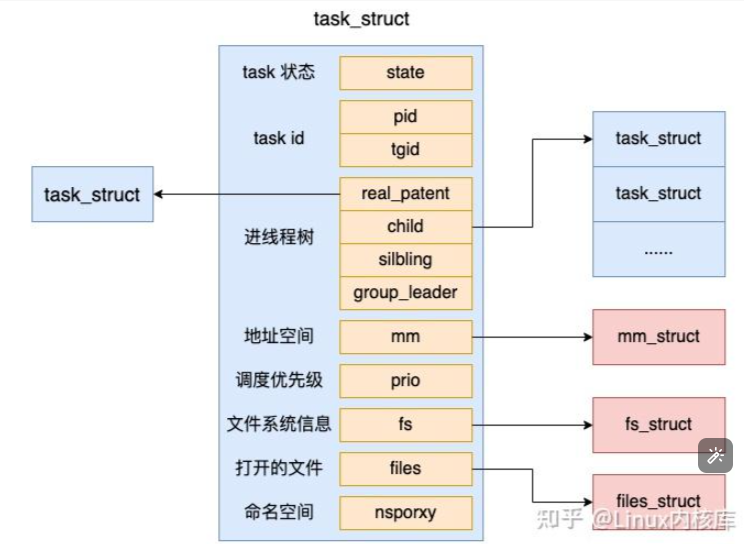 task_struct
task 状态
state
task id
pid
tgid
task_struct
进线程树
real_patent
child
silbling
group_leader
task_struct
task_struct
......
地址空间
mm
mm_struct
调度优先级
prio
文件系统信息
fs
fs_struct
打开的文件
files
files_struct
命名空间
nsporxy
知乎 @Linux内核库